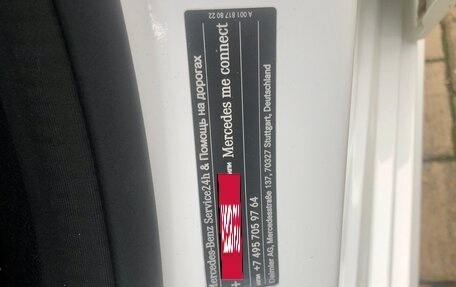 Mercedes-Benz Service24h & Помощь на дорогах
или Mercedes me connect
или +7 495 705 97 64
Daimler AG, Mercedesstraße 137, 70327 Stuttgart, Deutschland
A 001 817 80 22